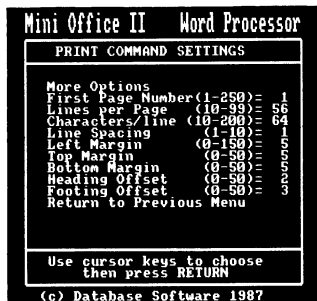 Mini Office II Word Processor
PRINT COMMAND SETTINGS
More Options
First Page Number(1-250)= 1
Lines per Page (10-99)= 56
Characters/line (10-200)= 64
Line Spacing (1-10)= 1
Left Margin (0-150)= 5
Top Margin (0-50)= 5
Bottom Margin (0-50)= 5
Heading Offset (0-50)= 2
Footing Offset (0-50)= 3
Return to Previous Menu
Use cursor keys to choose
then press RETURN
(c) Database Software 1987